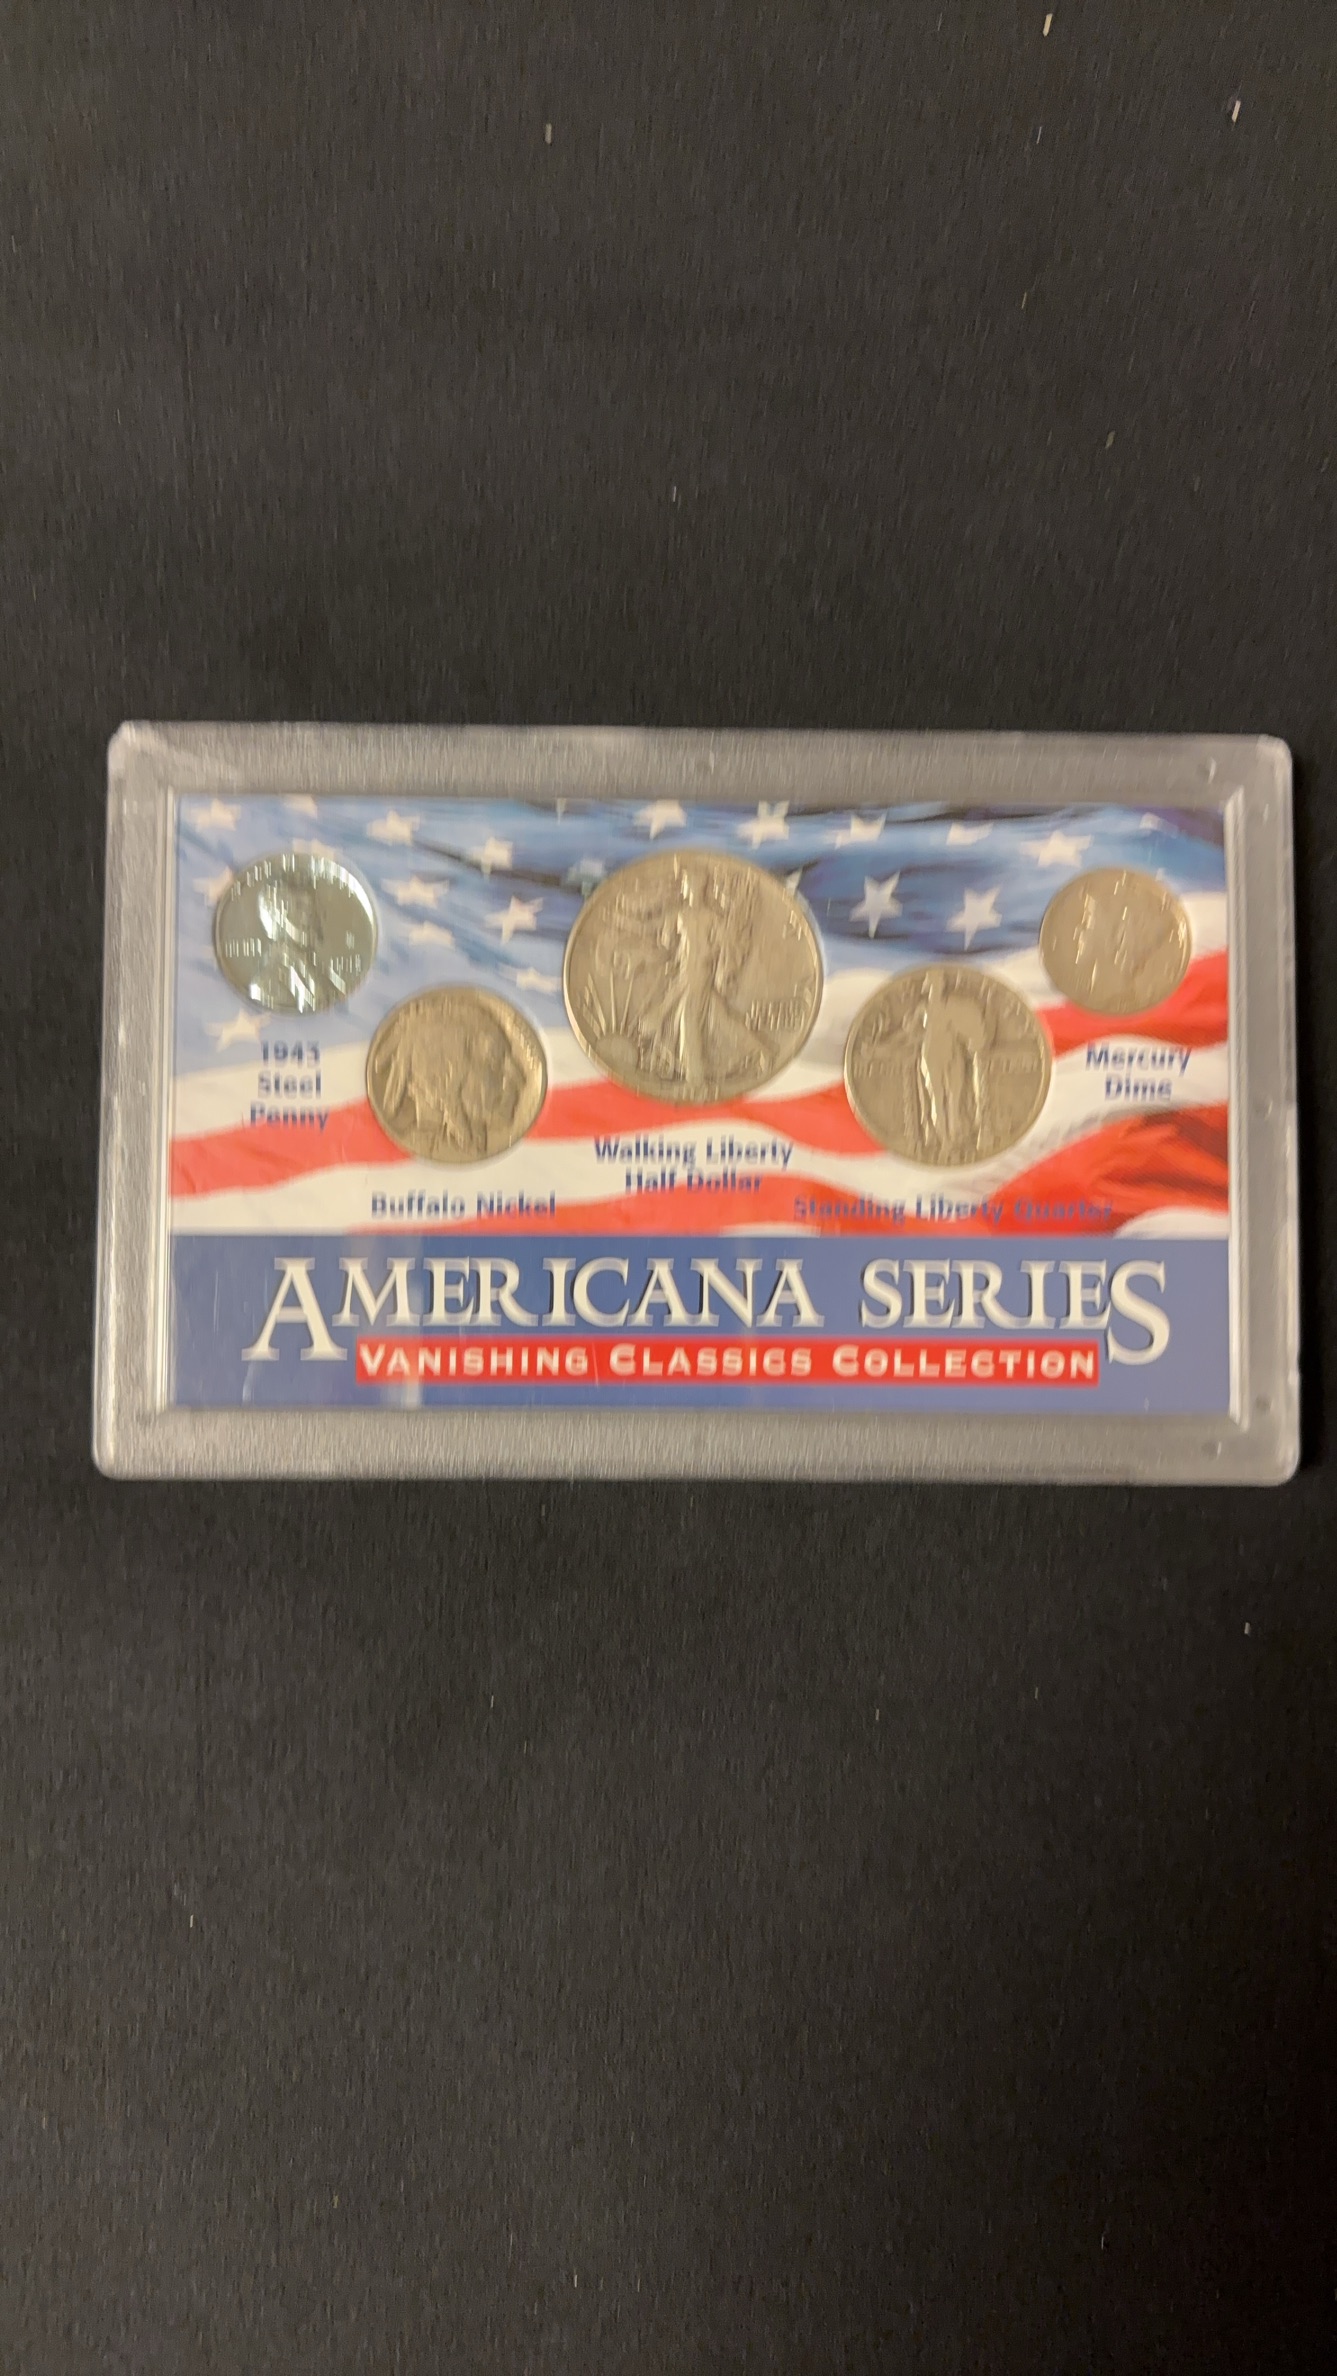 1943
Steel
Penny
Buffalo Nickel
Walking Liberty
Half Dollar
Standing Liberty Quarter
Mercury
Dime
AMERICANA SERIES
VANISHING CLASSICS COLLECTION